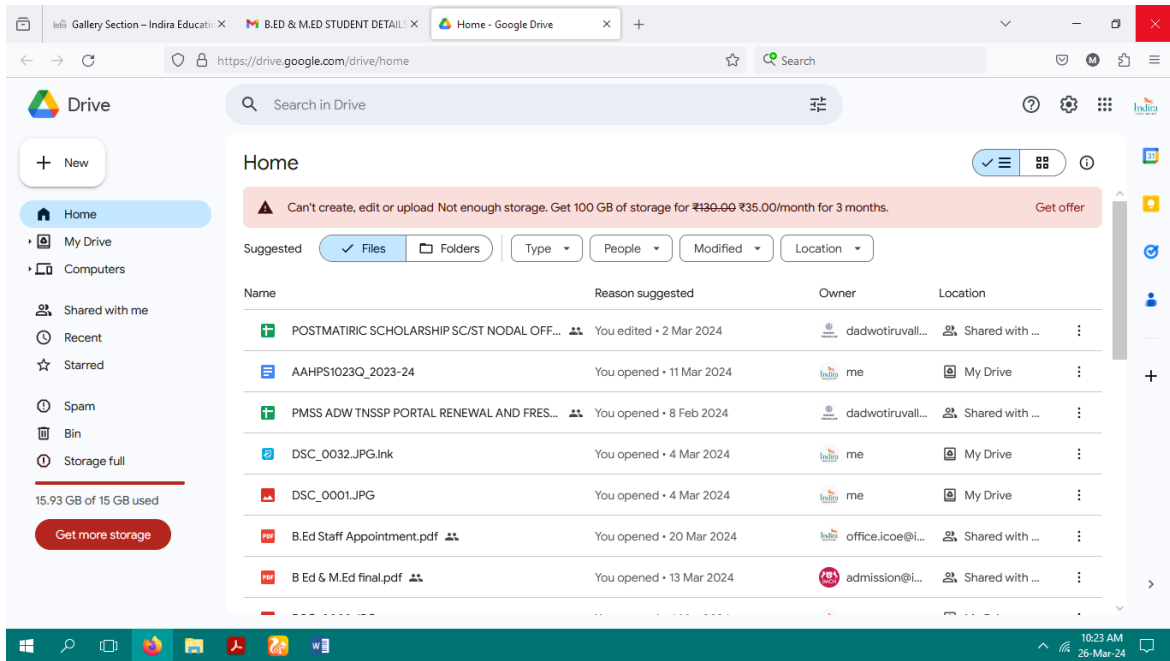 Gallery Section – Indira Educatio
B.ED & M.ED STUDENT DETAILS
Home - Google Drive
https://drive.google.com/drive/home
Search
M
Drive
Search in Drive
Indira
New
Home
My Drive
Computers
Shared with me
Recent
Starred
Spam
Bin
Storage full
15.93 GB of 15 GB used
Get more storage
Home
Can't create, edit or upload Not enough storage. Get 100 GB of storage for ₹130.00 ₹35.00/month for 3 months. Get offer
Suggested Files Folders Type People Modified Location
Name Reason suggested Owner Location
POSTMATIRIC SCHOLARSHIP SC/ST NODAL OFF... You edited • 2 Mar 2024 dadwotiruvall... Shared with ...
AAHPS1023Q_2023-24 You opened • 11 Mar 2024 me My Drive
PMSS ADW TNSSP PORTAL RENEWAL AND FRES... You opened • 8 Feb 2024 dadwotiruvall... Shared with ...
DSC_0032.JPG.lnk You opened • 4 Mar 2024 me My Drive
DSC_0001.JPG You opened • 4 Mar 2024 me My Drive
PDF B.Ed Staff Appointment.pdf You opened • 20 Mar 2024 office.icoe@i... Shared with ...
PDF B Ed & M.Ed final.pdf You opened • 13 Mar 2024 admission@i... Shared with ...
31
10:23 AM
26-Mar-24